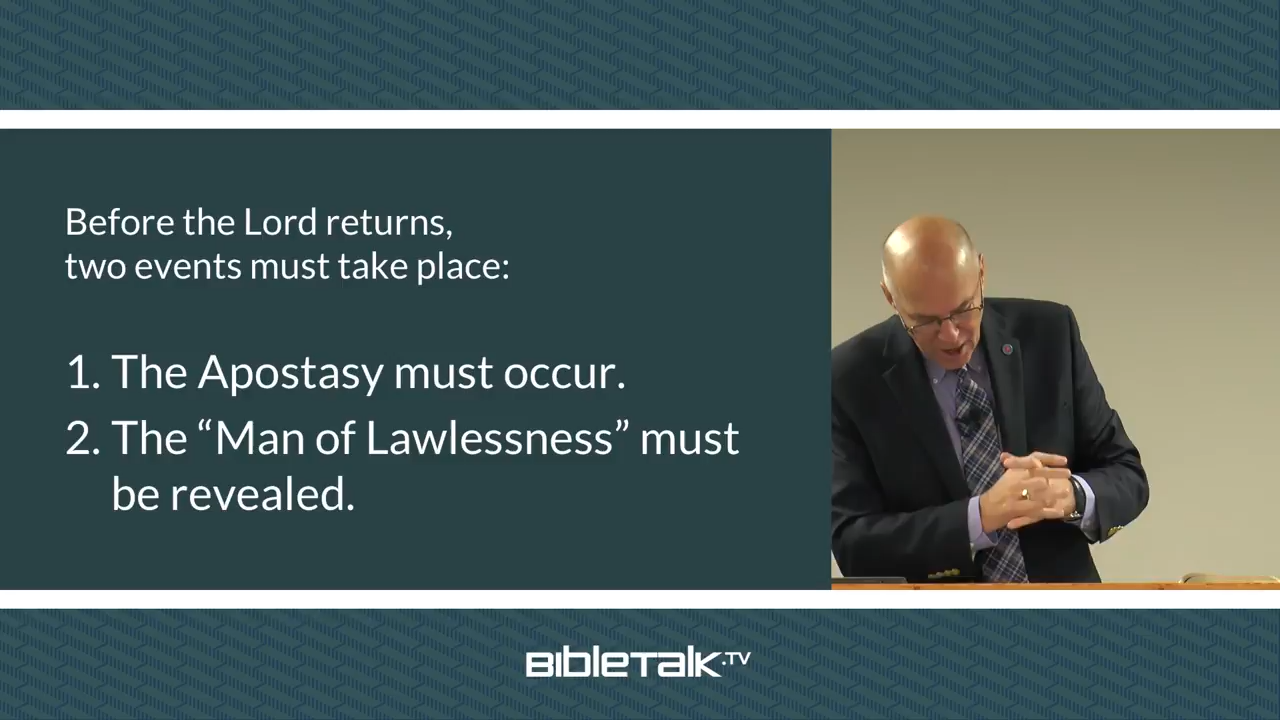 Before the Lord returns,
two events must take place:
1. The Apostasy must occur.
2. The “Man of Lawlessness” must
be revealed.
BibleTalk.TV